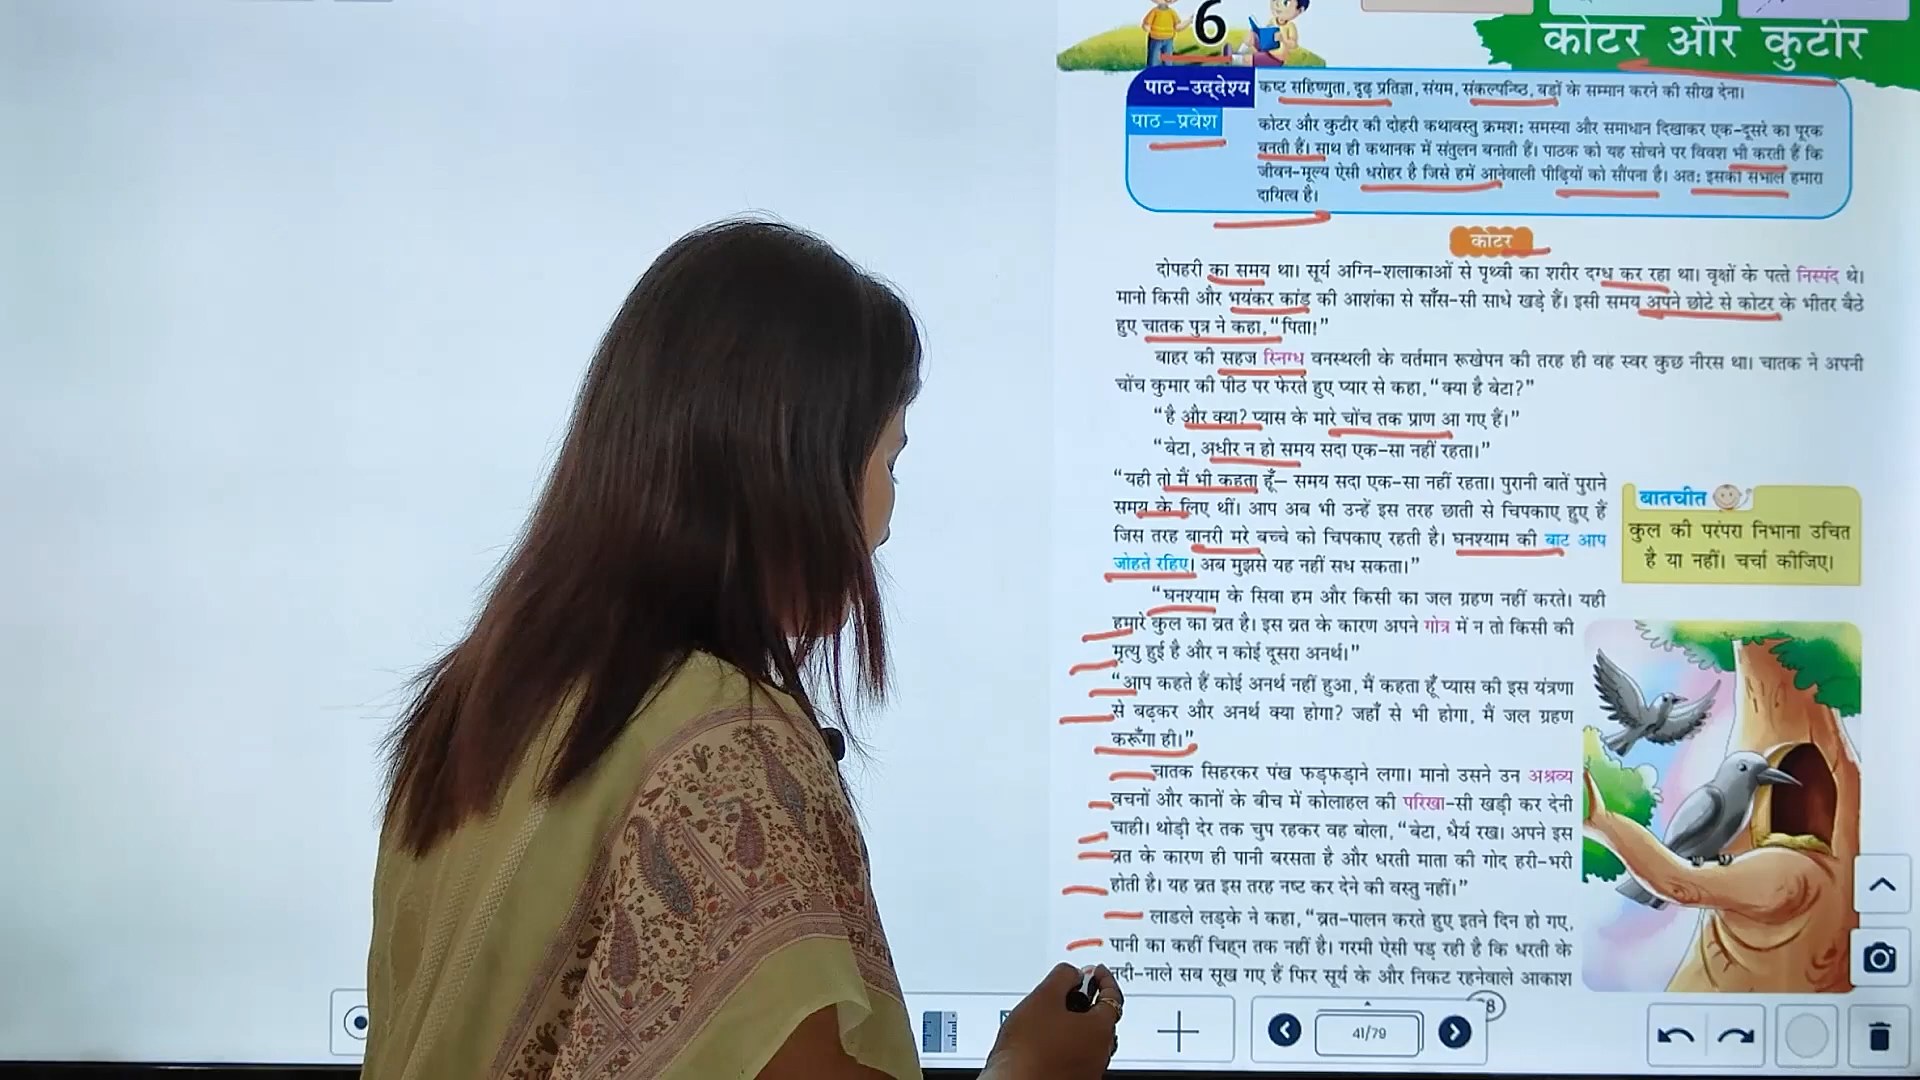 6
कोटर और कुटीर
पाठ-उद्देश्य
कष्ट सहिष्णुता, दृढ़ प्रतिज्ञा, संयम, संकल्पनिष्ठ, बड़ों के सम्मान करने की सीख देना।
पाठ-प्रवेश
कोटर और कुटीर की दोहरी कथावस्तु क्रमशः समस्या और समाधान दिखाकर एक-दूसरे का पूरक
बनती हैं। साथ ही कथानक में संतुलन बनाती हैं। पाठक को यह सोचने पर विवश भी करती हैं कि
जीवन-मूल्य ऐसी धरोहर है जिसे हमें आनेवाली पीढ़ियों को सौंपना है। अतः इसको संभाल हमारा
दायित्व है।
कोटर
दोपहरी का समय था। सूर्य अग्नि-शलाकाओं से पृथ्वी का शरीर दग्ध कर रहा था। वृक्षों के पत्ते निस्पंद थे।
मानो किसी और भयंकर कांड की आशंका से साँस-सी साधे खड़े हैं। इसी समय अपने छोटे से कोटर के भीतर बैठे
हुए चातक पुत्र ने कहा, “पिता!”
बाहर की सहज स्निग्ध वनस्थली के वर्तमान रूखेपन की तरह ही वह स्वर कुछ नीरस था। चातक ने अपनी
चोंच कुमार की पीठ पर फेरते हुए प्यार से कहा, “क्या है बेटा?”
“है और क्या? प्यास के मारे चोंच तक प्राण आ गए हैं।”
“बेटा, अधीर न हो समय सदा एक-सा नहीं रहता।”
“यही तो मैं भी कहता हूँ— समय सदा एक-सा नहीं रहता। पुरानी बातें पुराने
समय के लिए थीं। आप अब भी उन्हें इस तरह छाती से चिपकाए हुए हैं
जिस तरह बानरी मरे बच्चे को चिपकाए रहती है। घनश्याम की बाट आप
जोहते रहिए। अब मुझसे यह नहीं सध सकता।”
बातचीत
कुल की परंपरा निभाना उचित
है या नहीं। चर्चा कीजिए।
“घनश्याम के सिवा हम और किसी का जल ग्रहण नहीं करते। यही
हमारे कुल का व्रत है। इस व्रत के कारण अपने गोत्र में न तो किसी की
मृत्यु हुई है और न कोई दूसरा अनर्थ।”
“आप कहते हैं कोई अनर्थ नहीं हुआ, मैं कहता हूँ प्यास की इस यंत्रणा
से बढ़कर और अनर्थ क्या होगा? जहाँ से भी होगा, मैं जल ग्रहण
करूँगा ही।”
चातक सिहरकर पंख फड़फड़ाने लगा। मानो उसने उन अश्रव्य
वचनों और कानों के बीच में कोलाहल की परिखा-सी खड़ी कर देनी
चाही। थोड़ी देर तक चुप रहकर वह बोला, “बेटा, धैर्य रख। अपने इस
व्रत के कारण ही पानी बरसता है और धरती माता की गोद हरी-भरी
होती है। यह व्रत इस तरह नष्ट कर देने की वस्तु नहीं।”
लाडले लड़के ने कहा, “व्रत-पालन करते हुए इतने दिन हो गए,
पानी का कहीं चिह्न तक नहीं है। गरमी ऐसी पड़ रही है कि धरती के
नदी-नाले सब सूख गए हैं फिर सूर्य के और निकट रहनेवाले आकाश
41/79